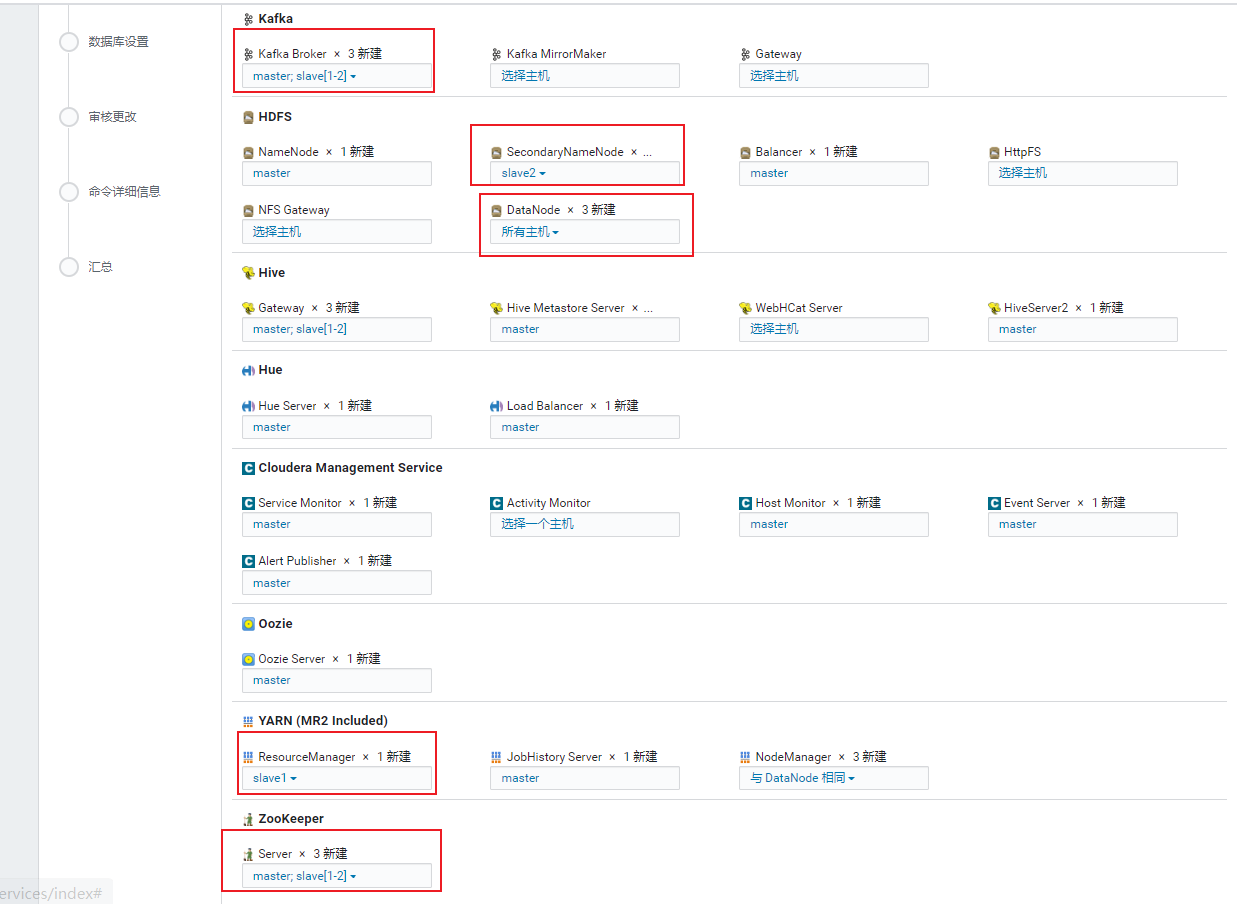 数据库设置
审核更改
命令详细信息
汇总
Kafka
Kafka Broker × 3 新建
master; slave[1-2]
Kafka MirrorMaker
选择主机
Gateway
选择主机
HDFS
NameNode × 1 新建
master
SecondaryNameNode × ...
slave2
Balancer × 1 新建
master
HttpFS
选择主机
NFS Gateway
选择主机
DataNode × 3 新建
所有主机
Hive
Gateway × 3 新建
master; slave[1-2]
Hive Metastore Server × ...
master
WebHCat Server
选择主机
HiveServer2 × 1 新建
master
Hue
Hue Server × 1 新建
master
Load Balancer × 1 新建
master
Cloudera Management Service
Service Monitor × 1 新建
master
Activity Monitor
选择一个主机
Host Monitor × 1 新建
master
Event Server × 1 新建
master
Alert Publisher × 1 新建
master
Oozie
Oozie Server × 1 新建
master
YARN (MR2 Included)
ResourceManager × 1 新建
slave1
JobHistory Server × 1 新建
master
NodeManager × 3 新建
与 DataNode 相同
ZooKeeper
Server × 3 新建
master; slave[1-2]
ervices/index#